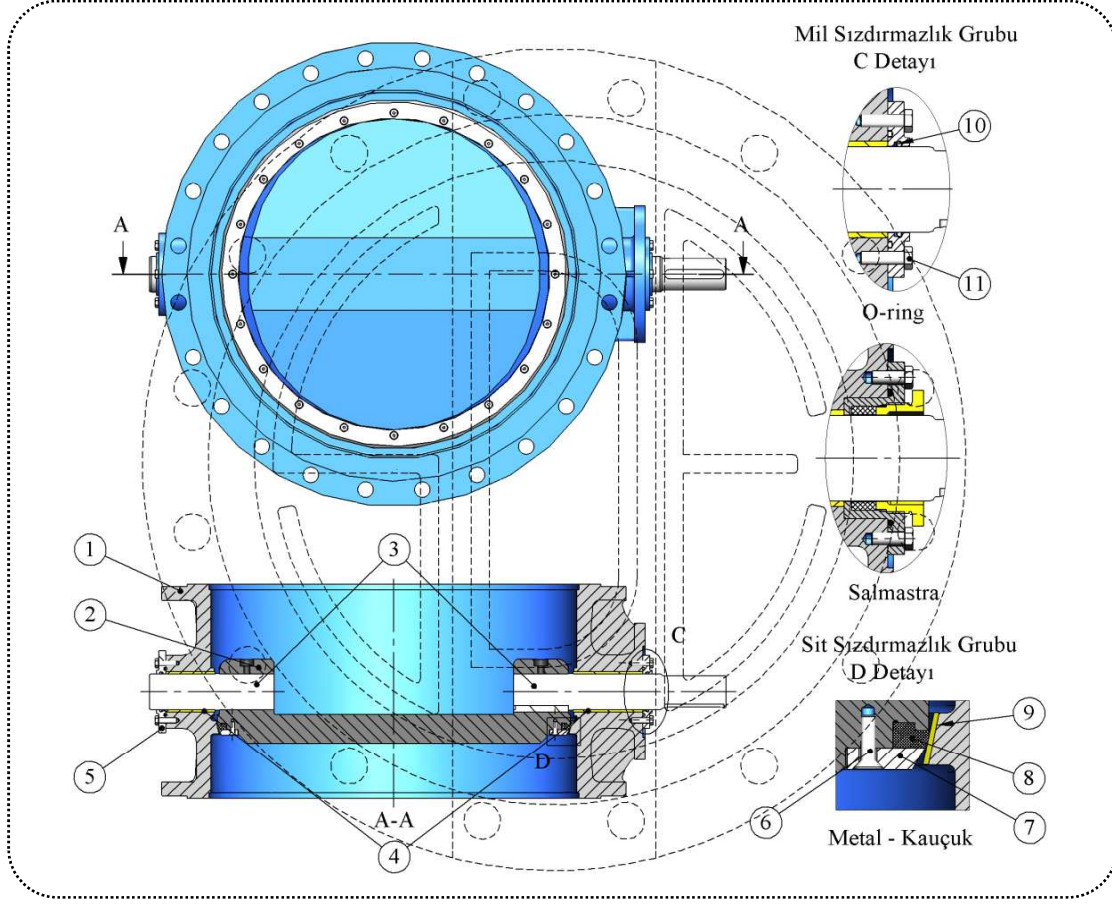 Mil Sızdırmazlık Grubu
C Detayı
10
A
A
11
O-ring
1
3
2
Salmastra
C
Sit Sızdırmazlık Grubu
D Detayı
9
5
D
8
A-A
6
7
4
Metal - Kauçuk